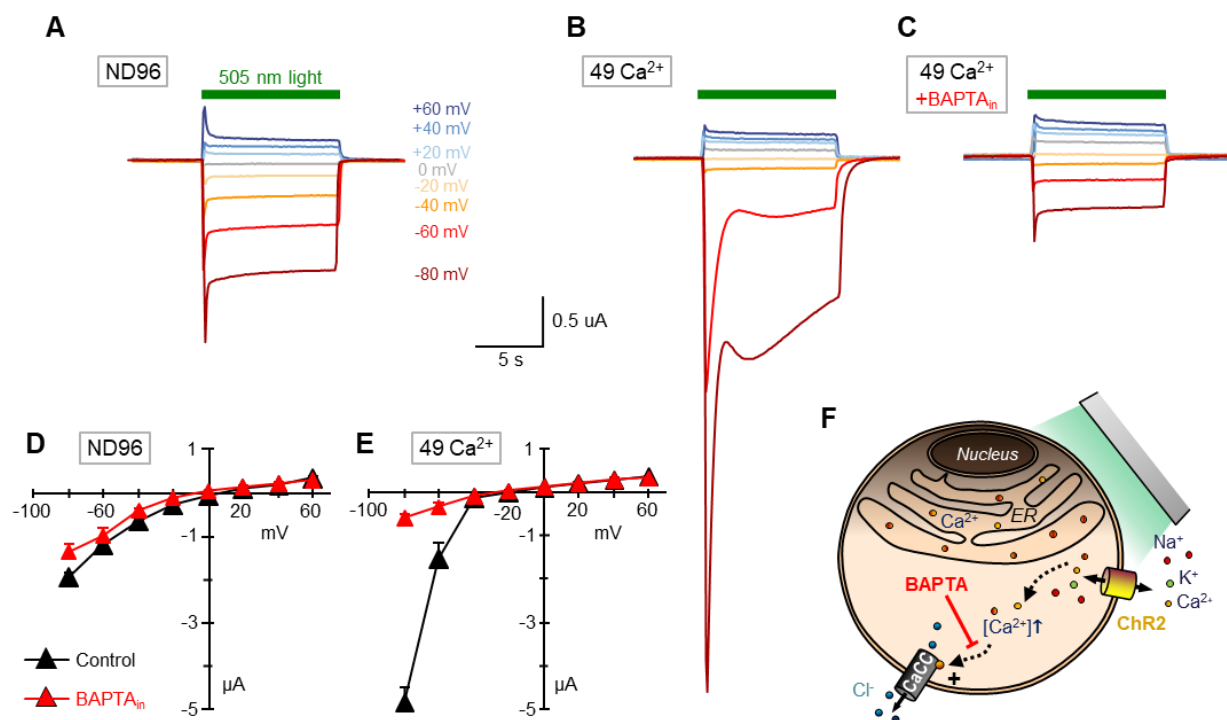 A
ND96
505 nm light
+60 mV
+40 mV
+20 mV
0 mV
-20 mV
-40 mV
-60 mV
-80 mV
0.5 uA
5 s
B
49 Ca²⁺
C
49 Ca²⁺
+BAPTAᵢₙ
D
ND96
1
-100
-60
-20
20
60
mV
-1
-3
-5
µA
Control
BAPTAᵢₙ
E
49 Ca²⁺
1
-100
-60
-20
20
60
mV
-1
-3
-5
µA
F
Nucleus
Ca²⁺
ER
BAPTA
[Ca²⁺]↑
Na⁺
K⁺
Ca²⁺
ChR2
CaCC
+
Cl⁻